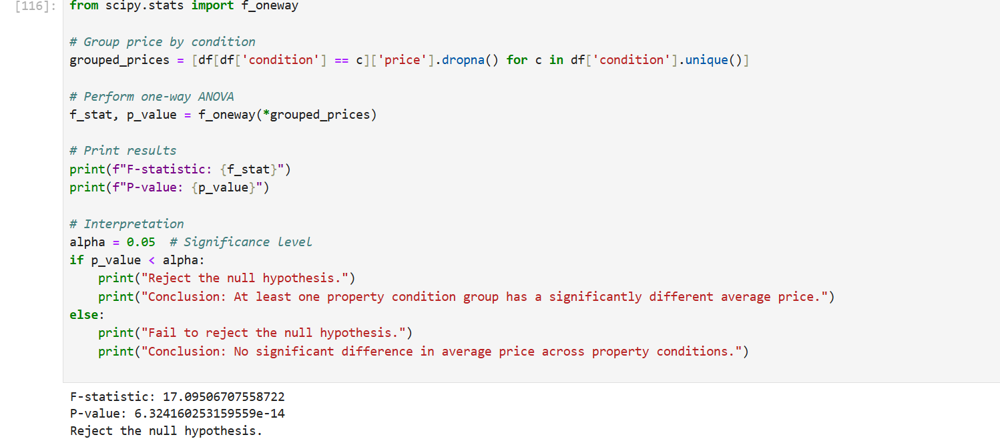 [116]: from scipy.stats import f_oneway
# Group price by condition
grouped_prices = [df[df['condition'] == c]['price'].dropna() for c in df['condition'].unique()]
# Perform one-way ANOVA
f_stat, p_value = f_oneway(*grouped_prices)
# Print results
print(f"F-statistic: {f_stat}")
print(f"P-value: {p_value}")
# Interpretation
alpha = 0.05  # Significance level
if p_value < alpha:
    print("Reject the null hypothesis.")
    print("Conclusion: At least one property condition group has a significantly different average price.")
else:
    print("Fail to reject the null hypothesis.")
    print("Conclusion: No significant difference in average price across property conditions.")
F-statistic: 17.09506707558722
P-value: 6.324160253159559e-14
Reject the null hypothesis.